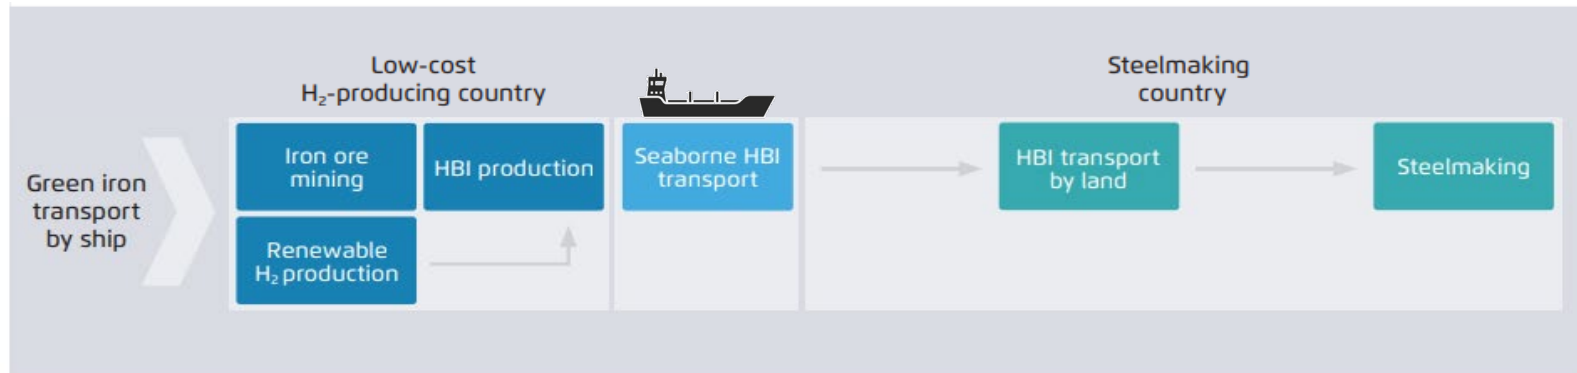 Low-cost
H₂-producing country
Steelmaking
country
Green iron
transport
by ship
Iron ore
mining
HBI production
Seaborne HBI
transport
HBI transport
by land
Steelmaking
Renewable
H₂ production